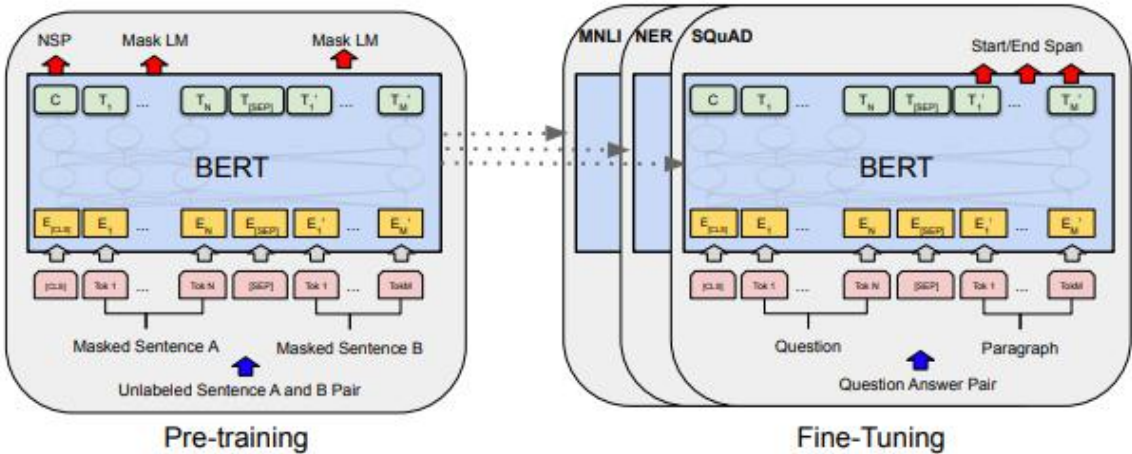 NSP Mask LM Mask LM
C T1 ... TN T[SEP] T1' ... TM'
BERT
E[CLS] E1 ... EN E[SEP] E1' ... EM'
[CLS] Tok 1 ... Tok N [SEP] Tok 1 ... TokM
Masked Sentence A Masked Sentence B
Unlabeled Sentence A and B Pair
Pre-training
MNLI NER SQuAD
Start/End Span
C T1 ... TN T[SEP] T1' ... TM'
BERT
E[CLS] E1 ... EN E[SEP] E1' ... EM'
[CLS] Tok 1 ... Tok N [SEP] Tok 1 ... TokM
Question Paragraph
Question Answer Pair
Fine-Tuning